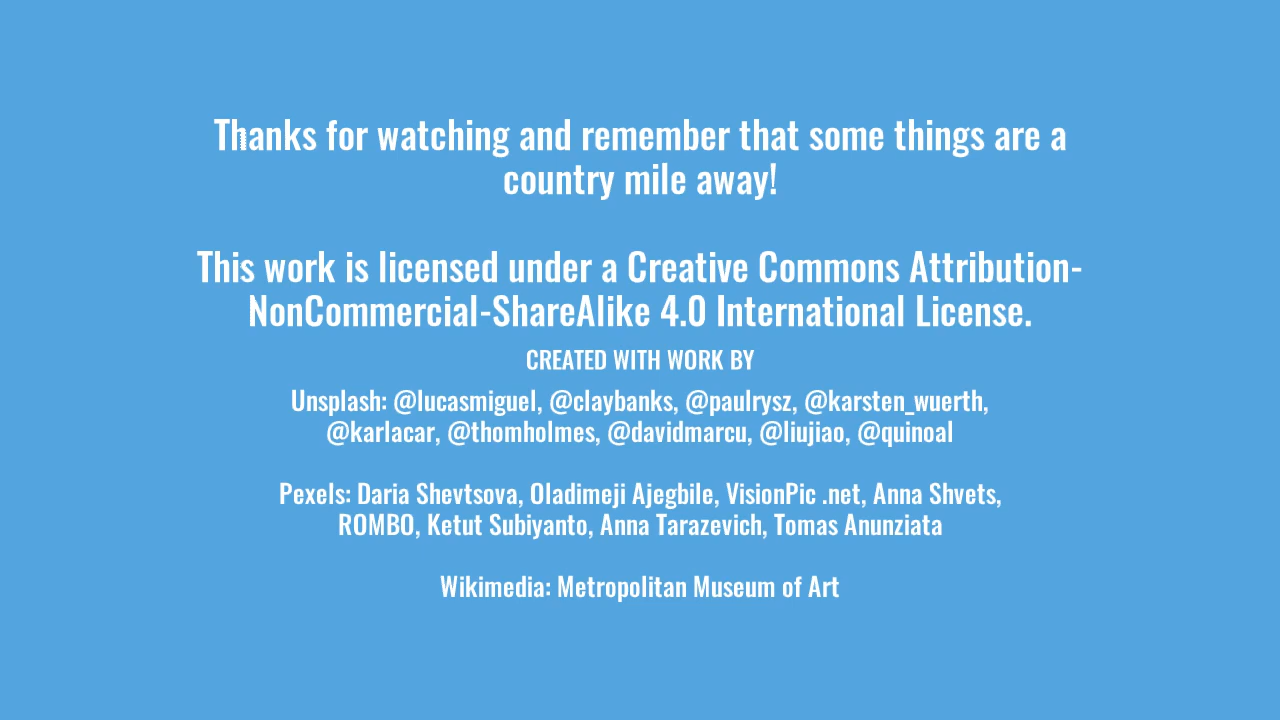 Thanks for watching and remember that some things are a
country mile away!
This work is licensed under a Creative Commons Attribution-
NonCommercial-ShareAlike 4.0 International License.
CREATED WITH WORK BY
Unsplash: @lucasmiguel, @claybanks, @paulrysz, @karsten_wuerth,
@karlacar, @thomholmes, @davidmarcu, @liujiao, @quinoal
Pexels: Daria Shevtsova, Oladimeji Ajegbile, VisionPic .net, Anna Shvets,
ROMBO, Ketut Subiyanto, Anna Tarazevich, Tomas Anunziata
Wikimedia: Metropolitan Museum of Art